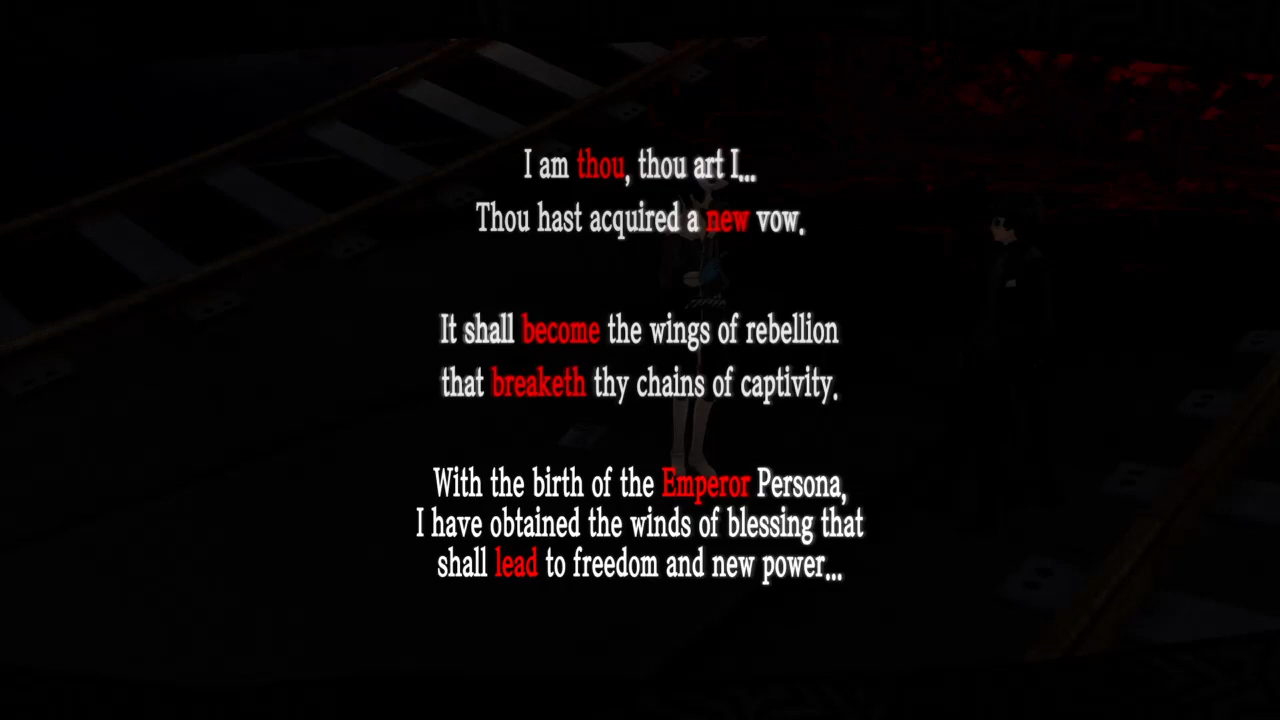 I am thou, thou art I...
Thou hast acquired a new vow.
It shall become the wings of rebellion
that breaketh thy chains of captivity.
With the birth of the Emperor Persona,
I have obtained the winds of blessing that
shall lead to freedom and new power...